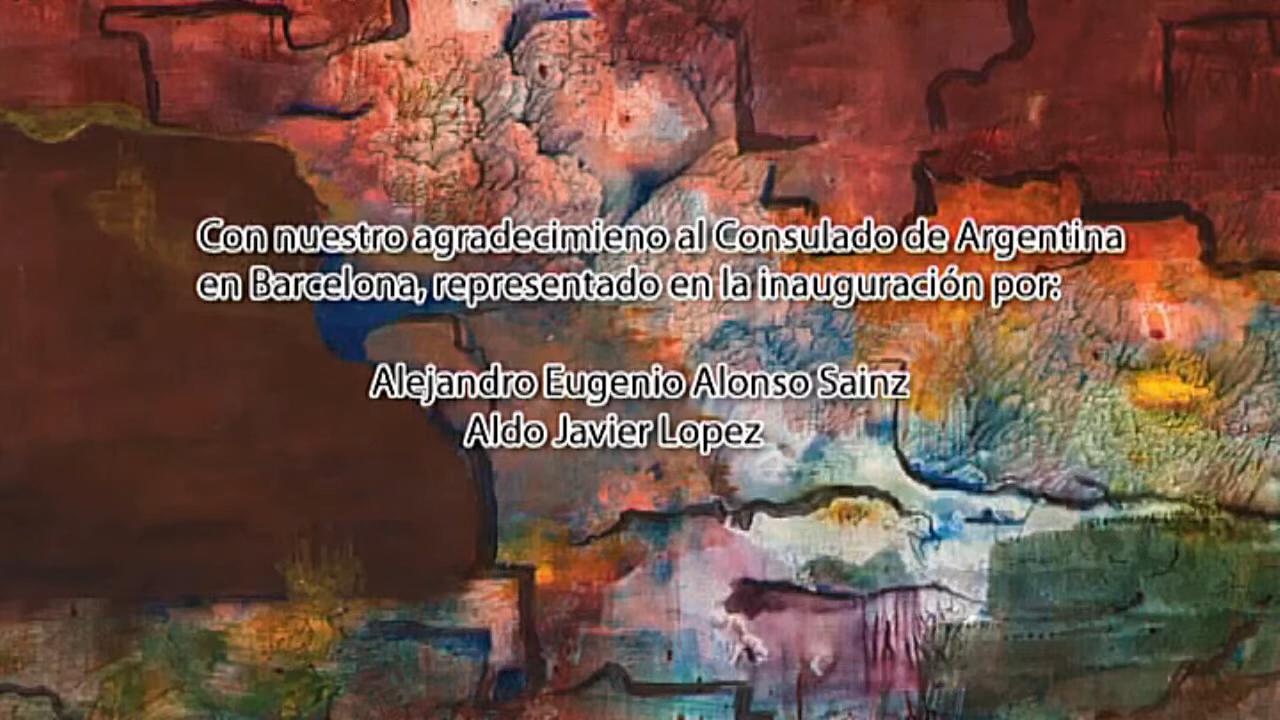 Con nuestro agradecimieno al Consulado de Argentina
en Barcelona, representado en la inauguración por:
Alejandro Eugenio Alonso Sainz
Aldo Javier Lopez